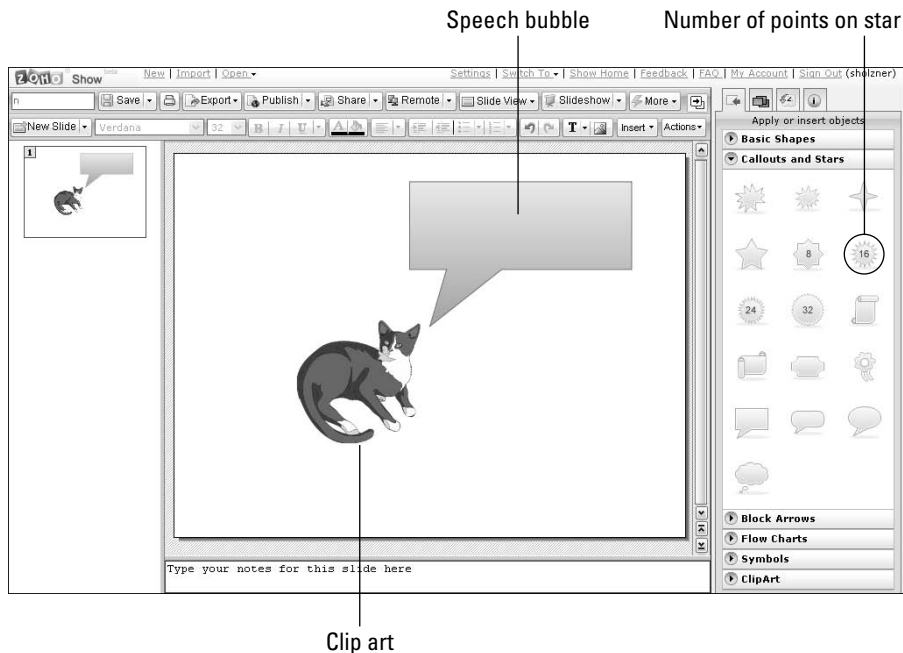 Speech bubble
Number of points on star
ZOHO Show beta New | Import | Open Settings | Switch To | Show Home | Feedback | FAQ | My Account | Sign Out (sholzner)
n Save Export Publish Share Remote Slide View Slideshow More
New Slide Verdana 32 B I U A T Insert Actions
Apply or insert objects
Basic Shapes
Callouts and Stars
1
8 16
24 32
Block Arrows
Flow Charts
Symbols
ClipArt
Type your notes for this slide here
Clip art